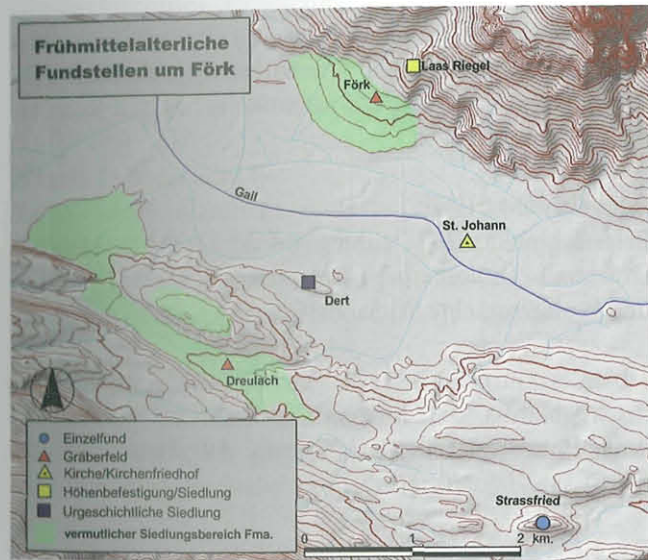 Frühmittelalterliche
Fundstellen um Förk
Laas Riegel
Förk
Gail
St. Johann
Dert
Dreulach
Einzelfund
Gräberfeld
Kirche/Kirchenfriedhof
Höhenbefestigung/Siedlung
Urgeschichtliche Siedlung
vermutlicher Siedlungsbereich Fma.
Strassfried
0 1 2 km.